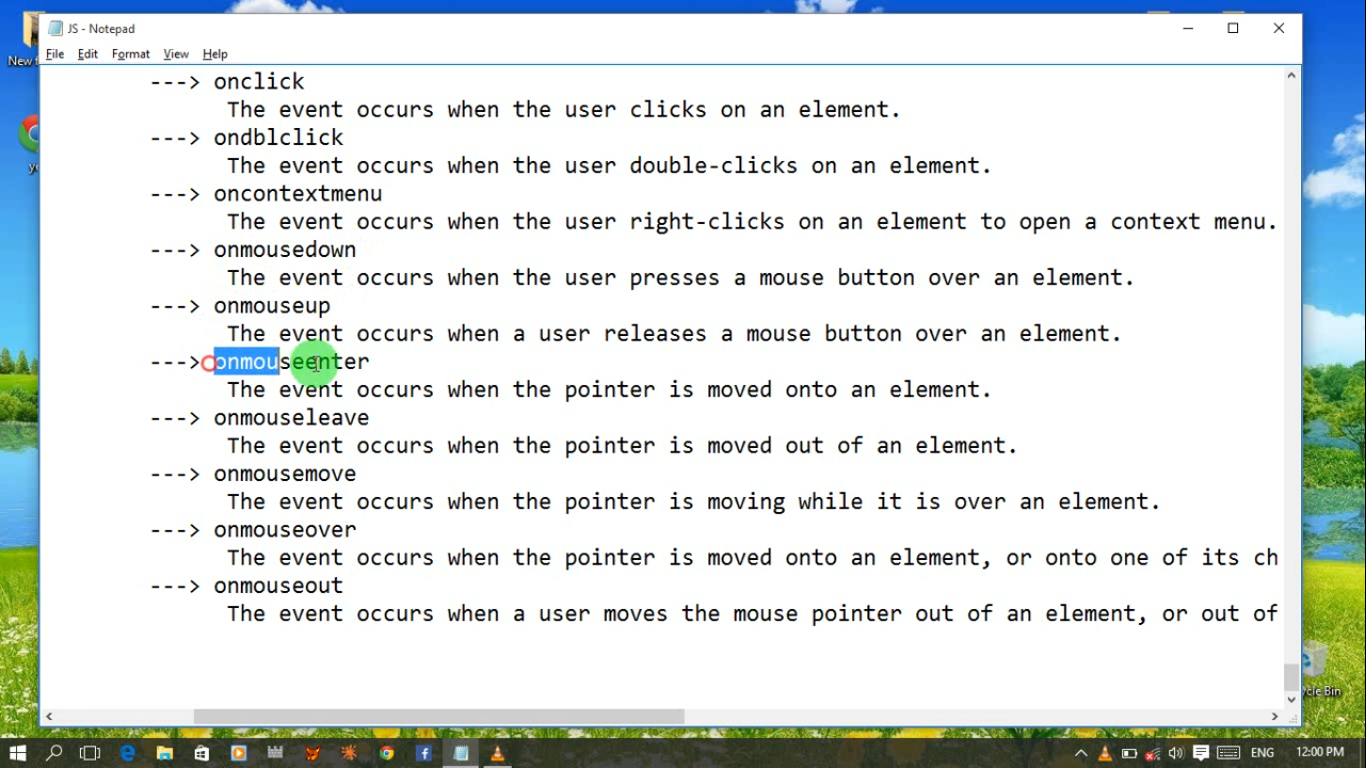 JS - Notepad
File Edit Format View Help
---> onclick
The event occurs when the user clicks on an element.
---> ondblclick
The event occurs when the user double-clicks on an element.
---> oncontextmenu
The event occurs when the user right-clicks on an element to open a context menu.
---> onmousedown
The event occurs when the user presses a mouse button over an element.
---> onmouseup
The event occurs when a user releases a mouse button over an element.
---> onmouseenter
The event occurs when the pointer is moved onto an element.
---> onmouseleave
The event occurs when the pointer is moved out of an element.
---> onmousemove
The event occurs when the pointer is moving while it is over an element.
---> onmouseover
The event occurs when the pointer is moved onto an element, or onto one of its ch
---> onmouseout
The event occurs when a user moves the mouse pointer out of an element, or out of
New
cle Bin
ENG 12:00 PM